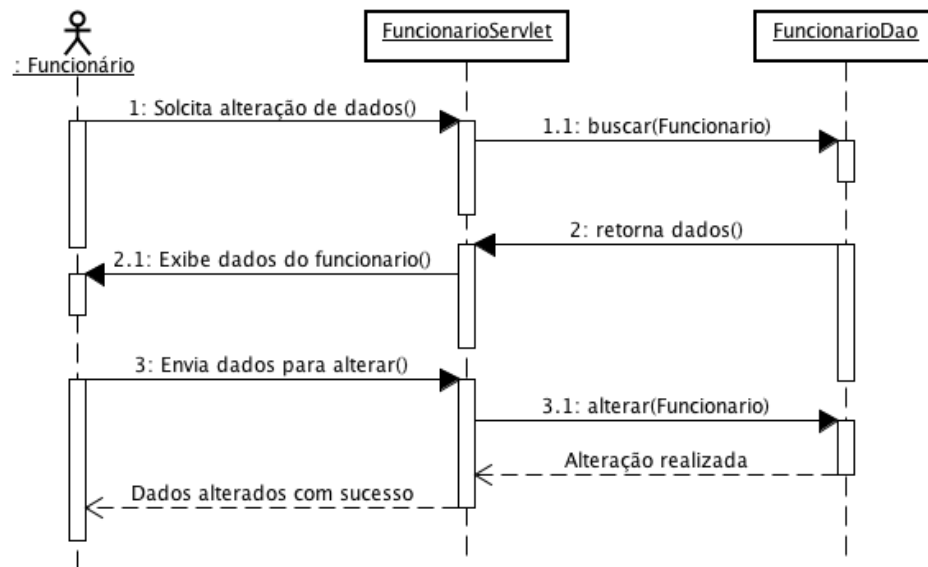 : Funcionário
FuncionarioServlet
FuncionarioDao
1: Solcita alteração de dados()
1.1: buscar(Funcionario)
2: retorna dados()
2.1: Exibe dados do funcionario()
3: Envia dados para alterar()
3.1: alterar(Funcionario)
Alteração realizada
Dados alterados com sucesso